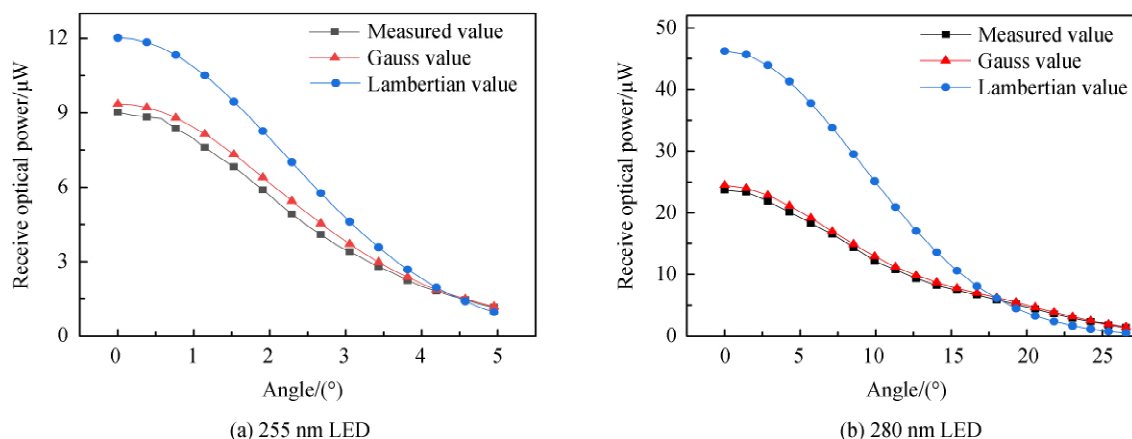 Measured value
Gauss value
Lambertian value
12
9
6
3
0
Receive optical power/μW
0 1 2 3 4 5
Angle/(°)
(a) 255 nm LED
Measured value
Gauss value
Lambertian value
50
40
30
20
10
0
Receive optical power/μW
0 5 10 15 20 25
Angle/(°)
(b) 280 nm LED